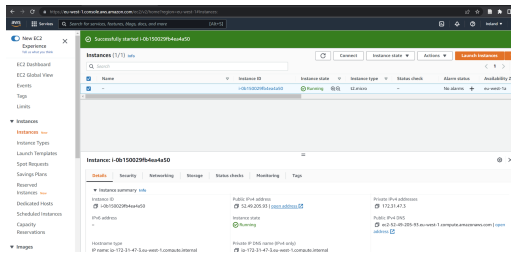 eu-west-1.console.aws.amazon.com/ec2/v2/home?region=eu-west-1#Instances:
aws Services Search for services, features, blogs, docs, and more [Alt+S] Ireland
New EC2 Experience
Successfully started i-0b150029fb4ea4a50
EC2 Dashboard
EC2 Global View
Events
Tags
Limits
Instances
Instances New
Instance Types
Launch Templates
Spot Requests
Savings Plans
Reserved Instances New
Dedicated Hosts
Scheduled Instances
Capacity Reservations
Images
Instances (1/1) Info Connect Instance state Actions Launch Instances
Search 1
Name Instance ID Instance state Instance type Status check Alarm status Availability Z
– i-0b150029fb4ea4a50 Running t2.micro – No alarms + eu-west-1a
Instance: i-0b150029fb4ea4a50
Details Security Networking Storage Status checks Monitoring Tags
Instance summary Info
Instance ID Public IPv4 address Private IPv4 addresses
i-0b150029fb4ea4a50 52.49.205.93 | open address 172.31.47.3
IPv6 address Instance state Public IPv4 DNS
– Running ec2-52-49-205-93.eu-west-1.compute.amazonaws.com | open address
Hostname type Private IP DNS name (IPv4 only)
IP name: ip-172-31-47-3.eu-west-1.compute.internal ip-172-31-47-3.eu-west-1.compute.internal